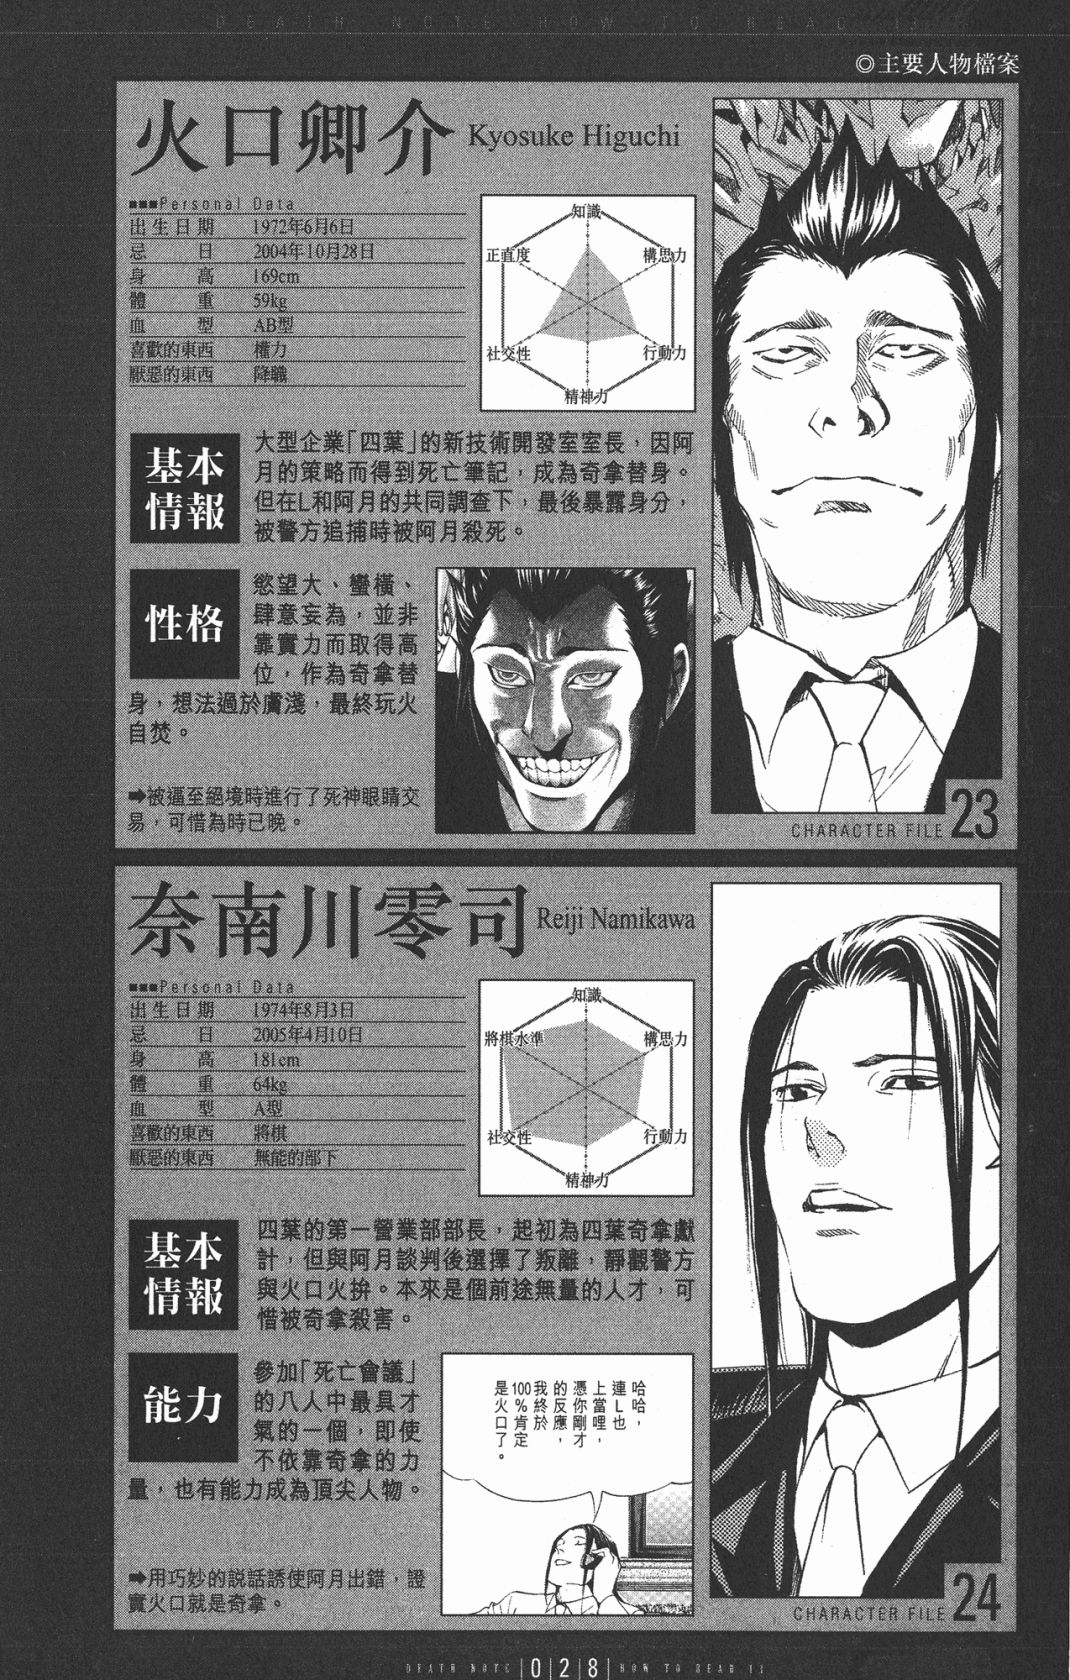 DEATH NOTE HOW TO READ 13
◎主要人物檔案
火口卿介 Kyosuke Higuchi
■■■Personal Data
出生日期 1972年6月6日
忌日 2004年10月28日
身高 169cm
體重 59kg
血型 AB型
喜歡的東西 權力
厭惡的東西 降職
知識
正直度
構思力
社交性
行動力
精神力
基本
情報
大型企業「四葉」的新技術開發室室長，因阿
月的策略而得到死亡筆記，成為奇拿替身。
但在L和阿月的共同調查下，最後暴露身分，
被警方追捕時被阿月殺死。
性格
慾望大、蠻橫、
肆意妄為，並非
靠實力而取得高
位，作為奇拿替
身，想法過於膚淺，最終玩火
自焚。
➡被逼至絕境時進行了死神眼睛交
易，可惜為時已晚。
CHARACTER FILE 23
奈南川零司 Reiji Namikawa
■■■Personal Data
出生日期 1974年8月3日
忌日 2005年4月10日
身高 181cm
體重 64kg
血型 A型
喜歡的東西 將棋
厭惡的東西 無能的部下
知識
將棋水準
構思力
社交性
行動力
精神力
基本
情報
四葉的第一營業部部長，起初為四葉奇拿獻
計，但與阿月談判後選擇了叛離，靜觀警方
與火口火拚。本來是個前途無量的人才，可
惜被奇拿殺害。
能力
參加「死亡會議」
的八人中最具才
氣的一個，即使
不依靠奇拿的力
量，也有能力成為頂尖人物。
哈哈，
連L也
上當哩，
憑你剛才
的反應，
我終於
100％肯定
是火口了。
➡用巧妙的說話誘使阿月出錯，證
實火口就是奇拿。
CHARACTER FILE 24
DEATH NOTE |0|2|8| HOW TO READ 13